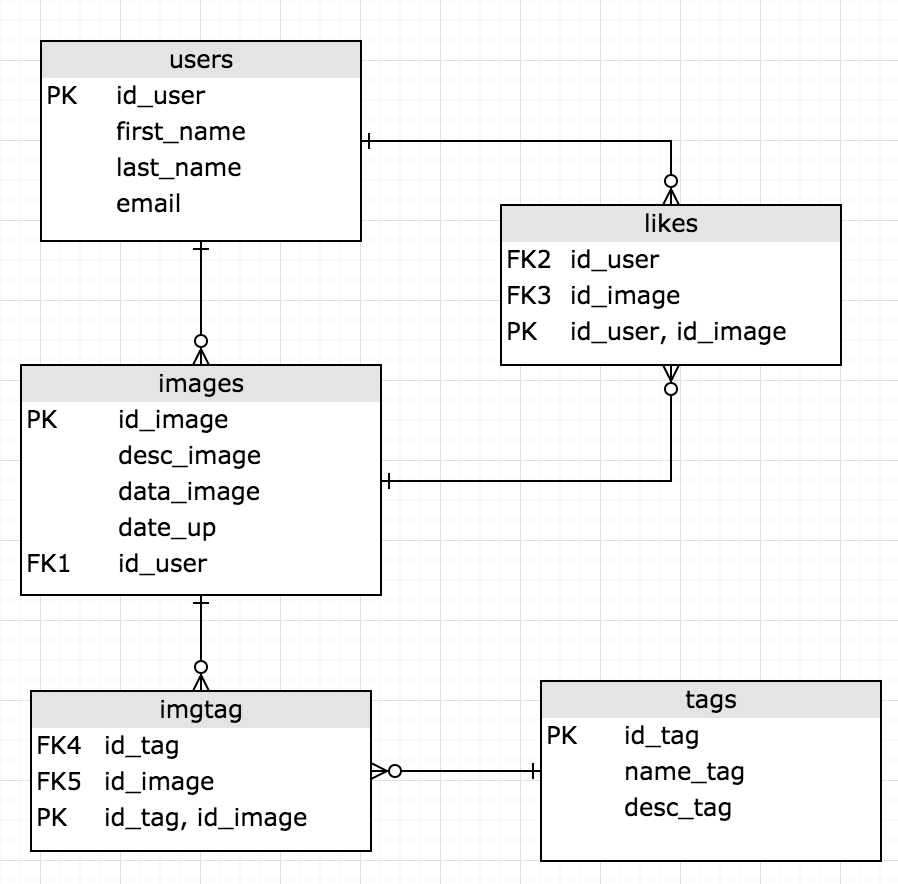 users
PK id_user
first_name
last_name
email
likes
FK2 id_user
FK3 id_image
PK id_user, id_image
images
PK id_image
desc_image
data_image
date_up
FK1 id_user
imgtag
FK4 id_tag
FK5 id_image
PK id_tag, id_image
tags
PK id_tag
name_tag
desc_tag